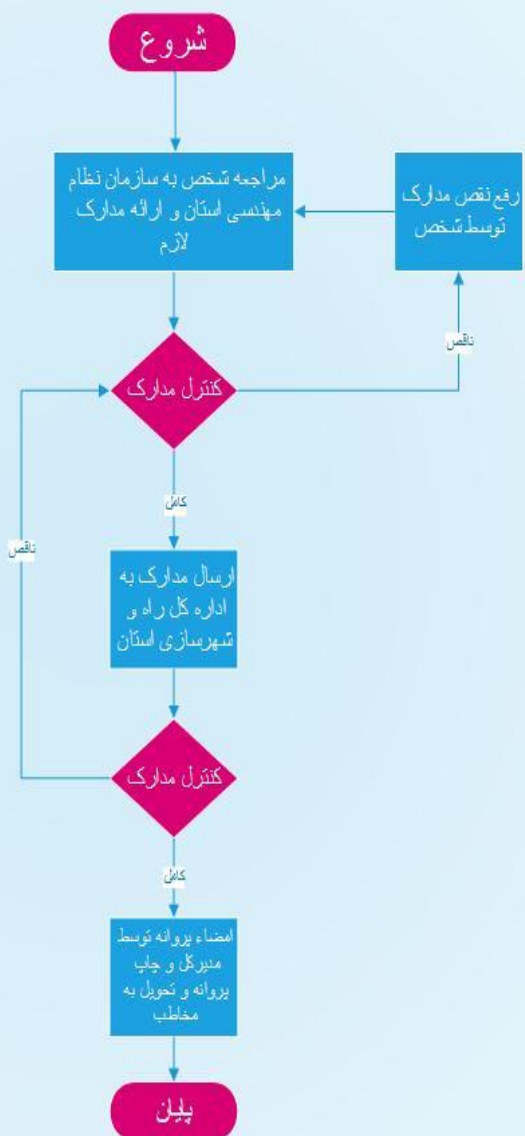 شروع
مراجعه شخص به سازمان نظام
مهندسی استان و ارائه مدارک
لازم
رفع نقص مدارک
توسط شخص
ناقص
کنترل مدارک
کامل
ناقص
ارسال مدارک به
اداره کل راه و
شهرسازی استان
کنترل مدارک
کامل
امضاء پروانه توسط
مدیرکل و چاپ
پروانه و تحویل به
مخاطب
پایان